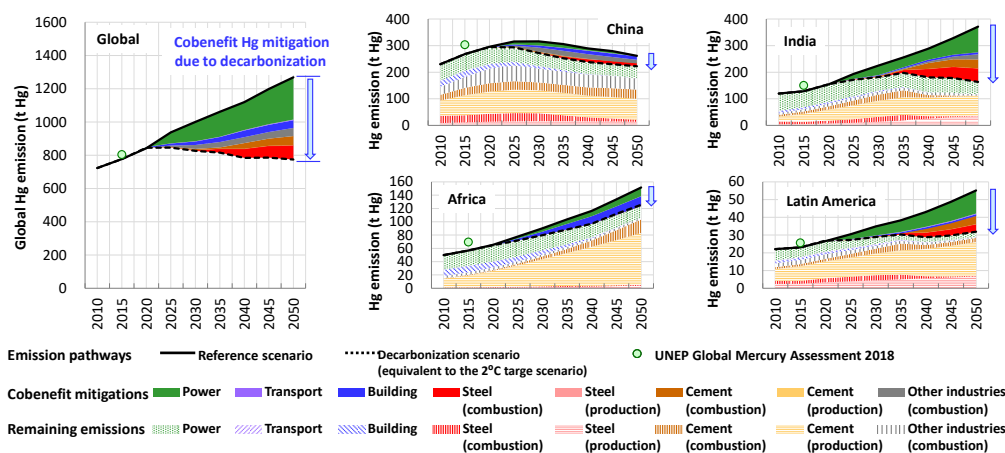 Global
Cobenefit Hg mitigation
due to decarbonization
Global Hg emission (t Hg)
1600
1400
1200
1000
800
600
400
200
0
2010
2015
2020
2025
2030
2035
2040
2045
2050
China
Hg emission (t Hg)
400
300
200
100
0
2010
2015
2020
2025
2030
2035
2040
2045
2050
India
Hg emission (t Hg)
400
300
200
100
0
2010
2015
2020
2025
2030
2035
2040
2045
2050
Africa
Hg emission (t Hg)
160
140
120
100
80
60
40
20
0
2010
2015
2020
2025
2030
2035
2040
2045
2050
Latin America
Hg emission (t Hg)
60
50
40
30
20
10
0
2010
2015
2020
2025
2030
2035
2040
2045
2050
Emission pathways
Reference scenario
Decarbonization scenario
(equivalent to the 2°C targe scenario)
UNEP Global Mercury Assessment 2018
Cobenefit mitigations
Power
Transport
Building
Steel
(combustion)
Steel
(production)
Cement
(combustion)
Cement
(production)
Other industries
(combustion)
Remaining emissions
Power
Transport
Building
Steel
(combustion)
Steel
(production)
Cement
(combustion)
Cement
(production)
Other industries
(combustion)